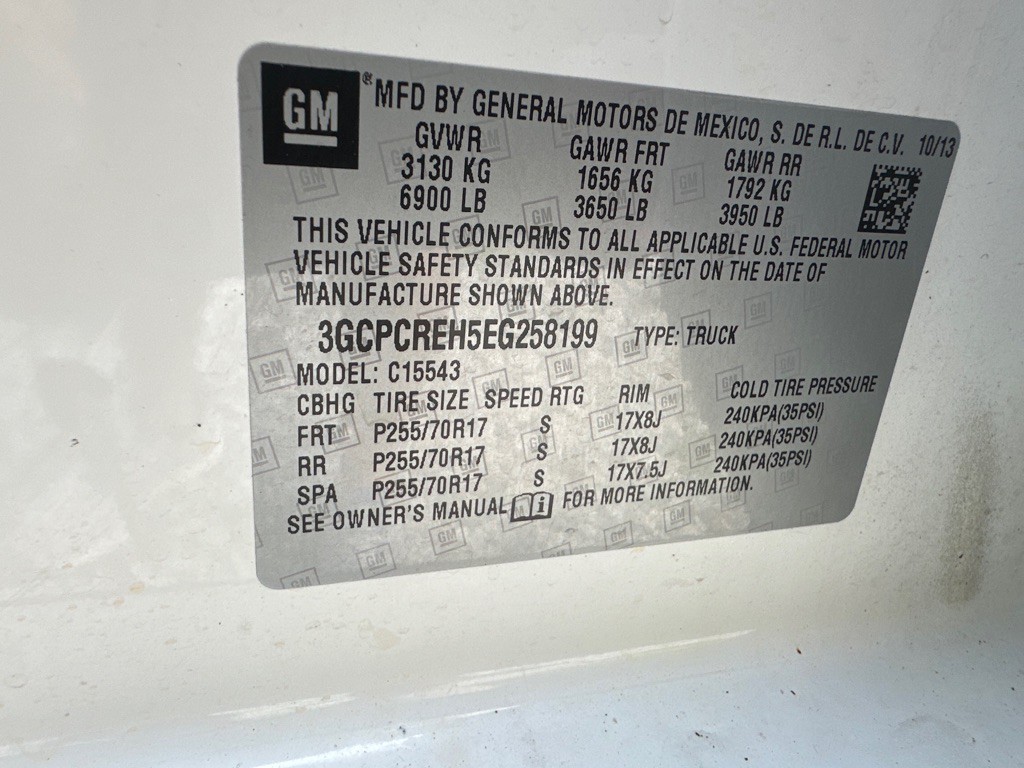 GM ® MFD BY GENERAL MOTORS DE MEXICO, S. DE R.L. DE C.V. 10/13
GVWR GAWR FRT GAWR RR
3130 KG 1656 KG 1792 KG
6900 LB 3650 LB 3950 LB
THIS VEHICLE CONFORMS TO ALL APPLICABLE U.S. FEDERAL MOTOR
VEHICLE SAFETY STANDARDS IN EFFECT ON THE DATE OF
MANUFACTURE SHOWN ABOVE.
3GCPCREH5EG258199 TYPE: TRUCK
MODEL: C15543
CBHG TIRE SIZE SPEED RTG RIM COLD TIRE PRESSURE
FRT P255/70R17 S 17X8J 240KPA(35PSI)
RR P255/70R17 S 17X8J 240KPA(35PSI)
SPA P255/70R17 S 17X7.5J 240KPA(35PSI)
SEE OWNER'S MANUAL i FOR MORE INFORMATION.